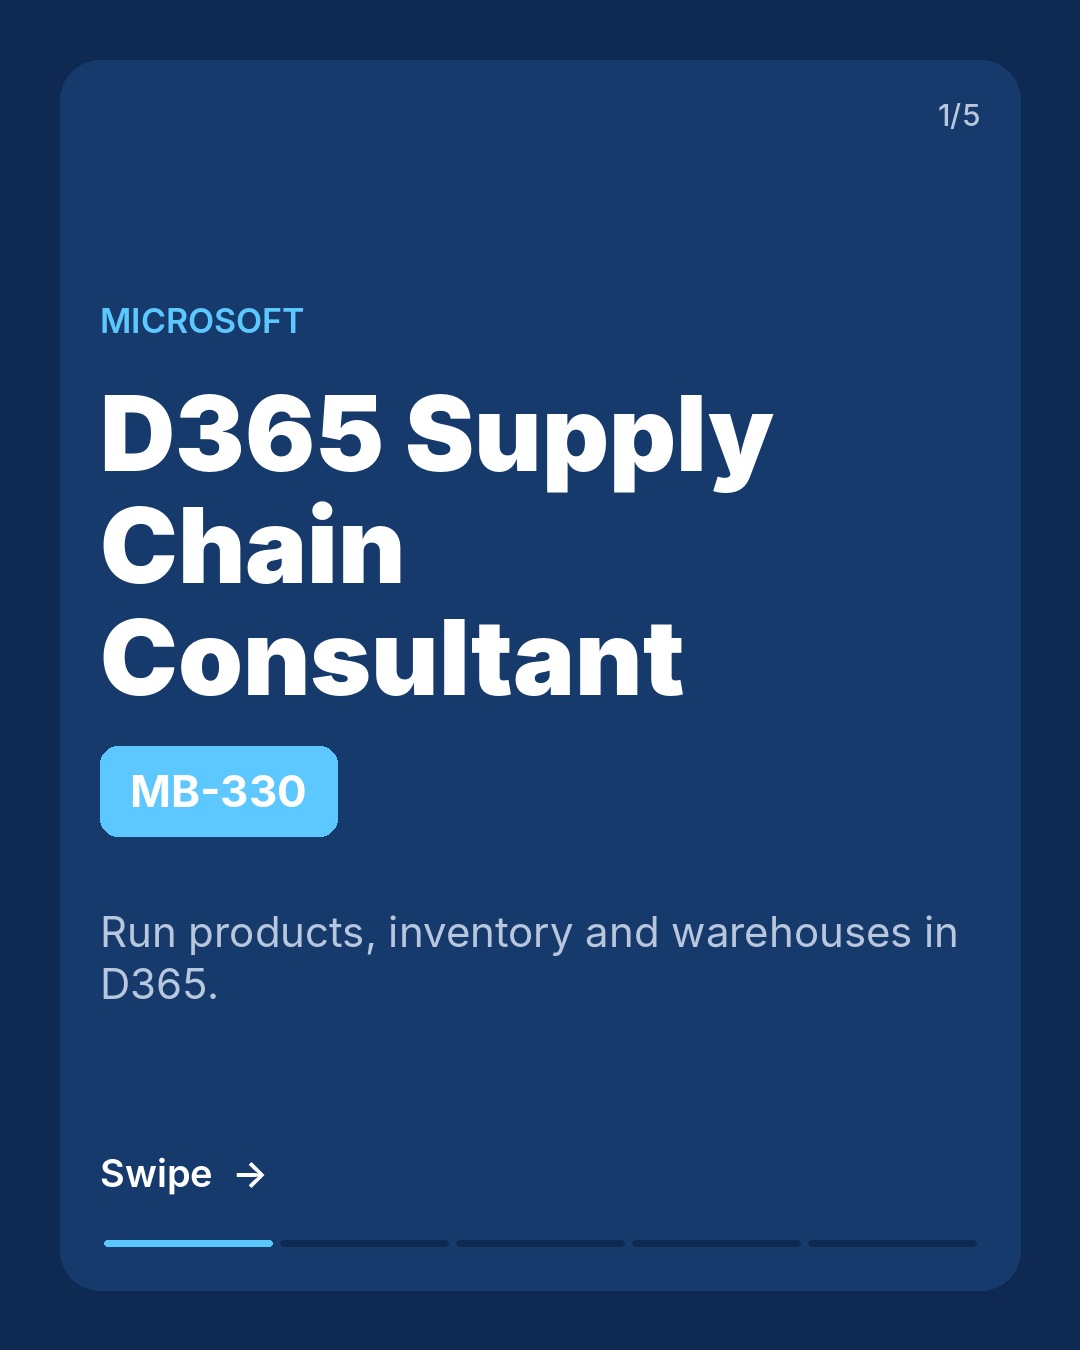 1/5
MICROSOFT
D365 Supply
Chain
Consultant
MB-330
Run products, inventory and warehouses in
D365.
Swipe →